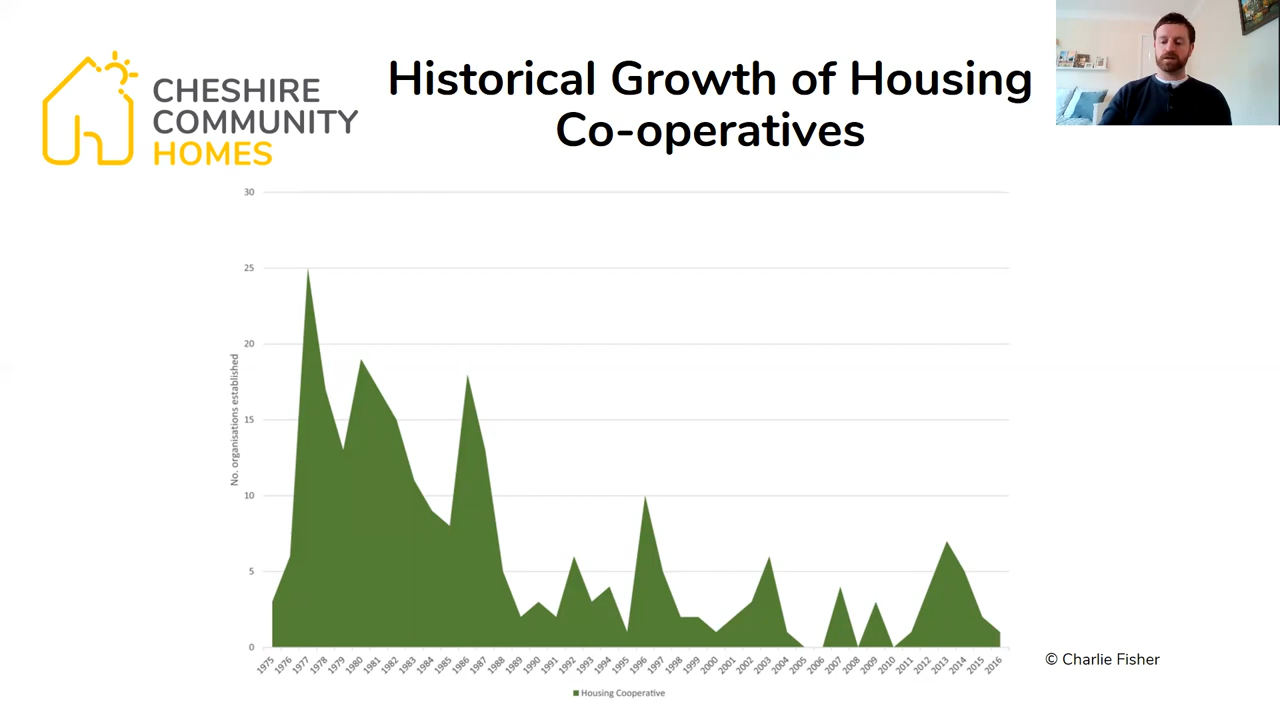 CHESHIRE
COMMUNITY
HOMES
Historical Growth of Housing
Co-operatives
30
25
20
15
10
5
0
No. organisations established
1975 1976 1977 1978 1979 1980 1981 1982 1983 1984 1985 1986 1987 1988 1989 1990 1991 1992 1993 1994 1995 1996 1997 1998 1999 2000 2001 2002 2003 2004 2005 2006 2007 2008 2009 2010 2011 2012 2013 2014 2015 2016
Housing Cooperative
© Charlie Fisher